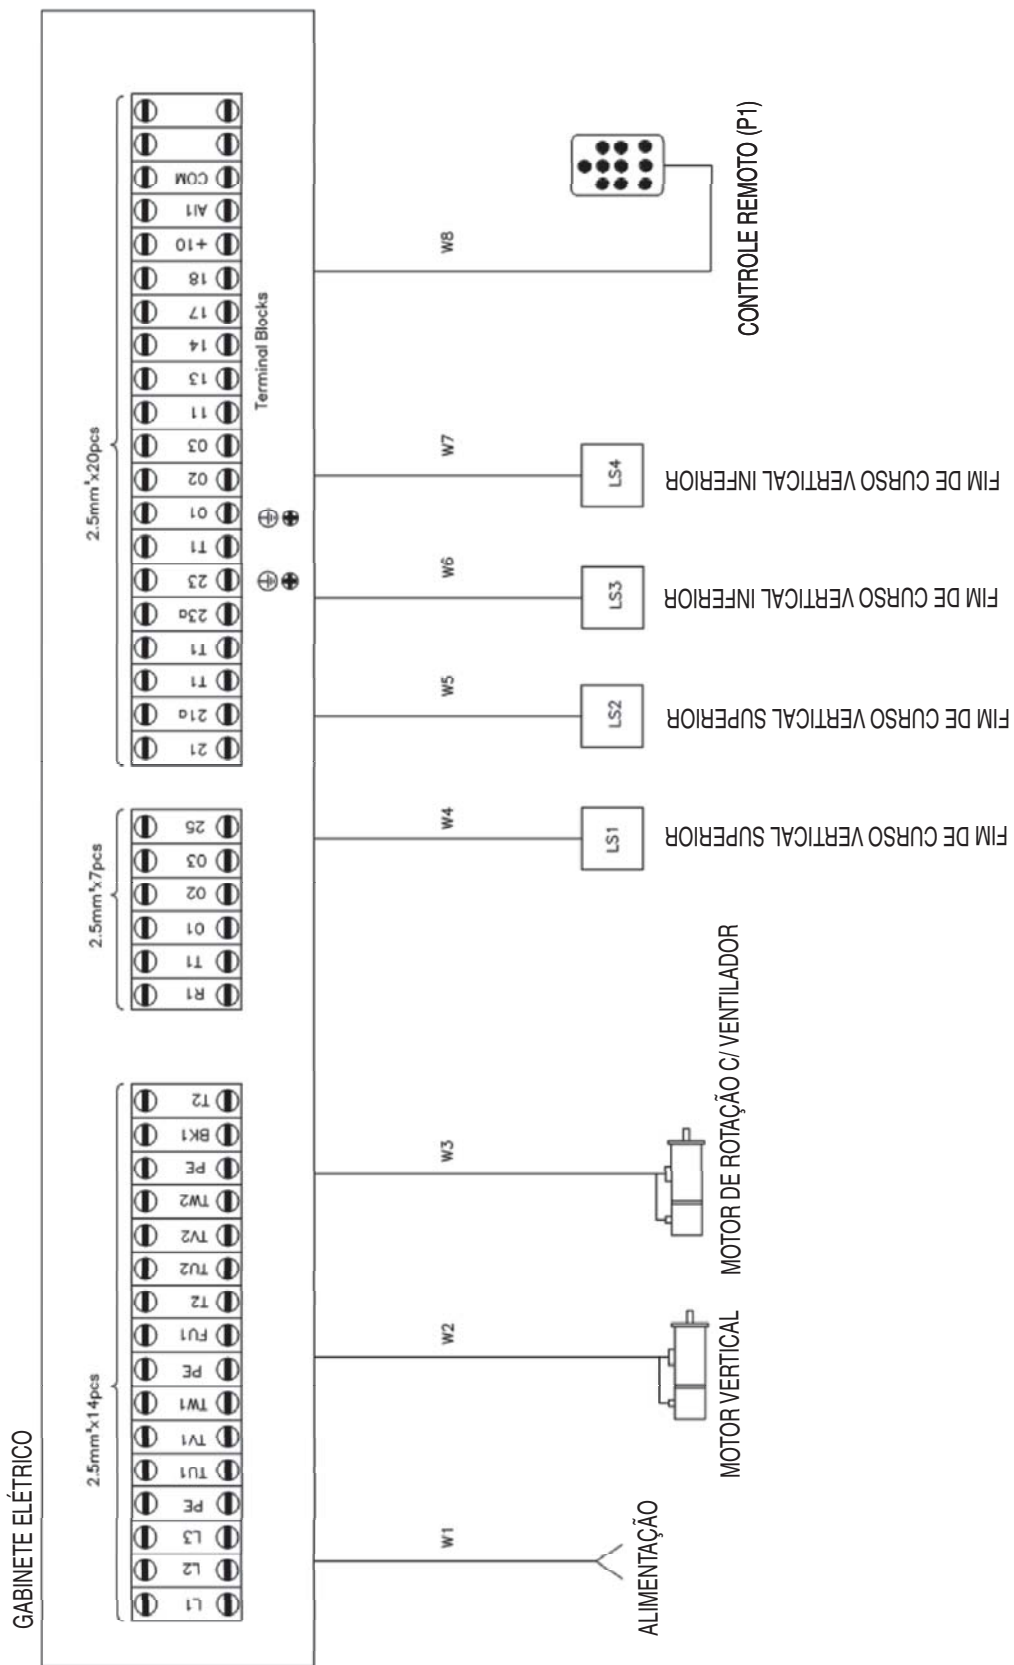 GABINETE ELÉTRICO
2.5mm²x14pcs
2.5mm²x7pcs
2.5mm²x20pcs
L1
L2
L3
PE
TU1
TV1
TW1
PE
FU1
T2
TU2
TV2
TW2
PE
BK1
T2
R1
T1
01
02
03
25
21
21a
T1
T1
23a
23
T1
01
02
03
11
13
14
17
18
+10
AI1
COM
Terminal Blocks
W1
W2
W3
W4
W5
W6
W7
W8
ALIMENTAÇÃO
MOTOR VERTICAL
MOTOR DE ROTAÇÃO C/ VENTILADOR
LS1
FIM DE CURSO VERTICAL SUPERIOR
LS2
FIM DE CURSO VERTICAL SUPERIOR
LS3
FIM DE CURSO VERTICAL INFERIOR
LS4
FIM DE CURSO VERTICAL INFERIOR
CONTROLE REMOTO (P1)